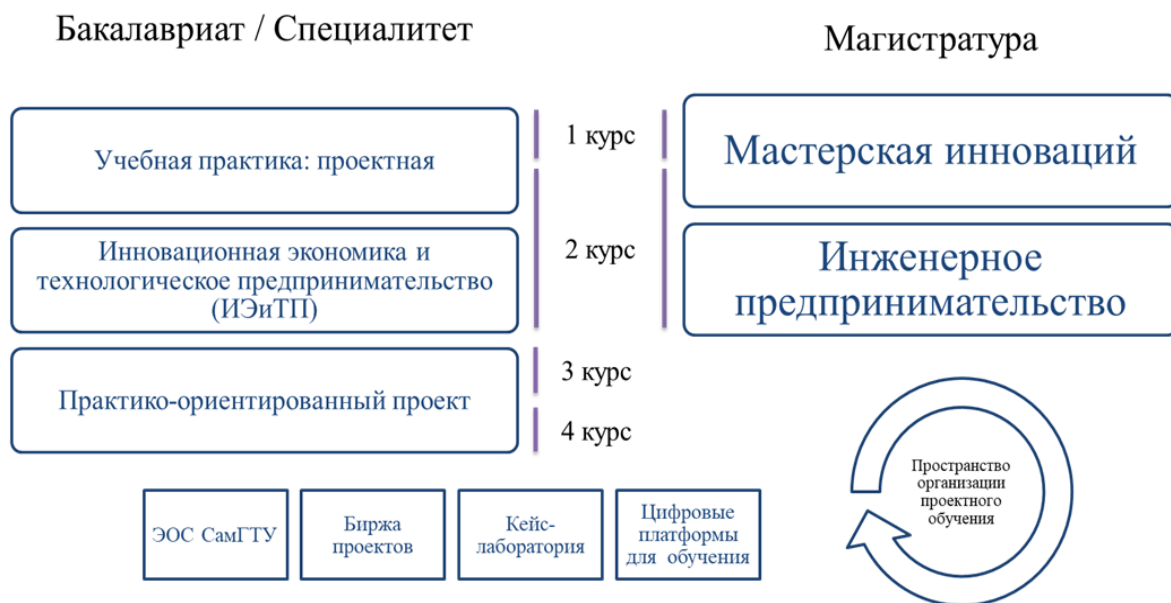 Бакалавриат / Специалитет
Магистратура
Учебная практика: проектная
Инновационная экономика и
технологическое предпринимательство
(ИЭиТП)
Практико-ориентированный проект
1 курс
2 курс
3 курс
4 курс
Мастерская инноваций
Инженерное
предпринимательство
ЭОС СамГТУ
Биржа
проектов
Кейс-
лаборатория
Цифровые
платформы
для обучения
Пространство
организации
проектного
обучения